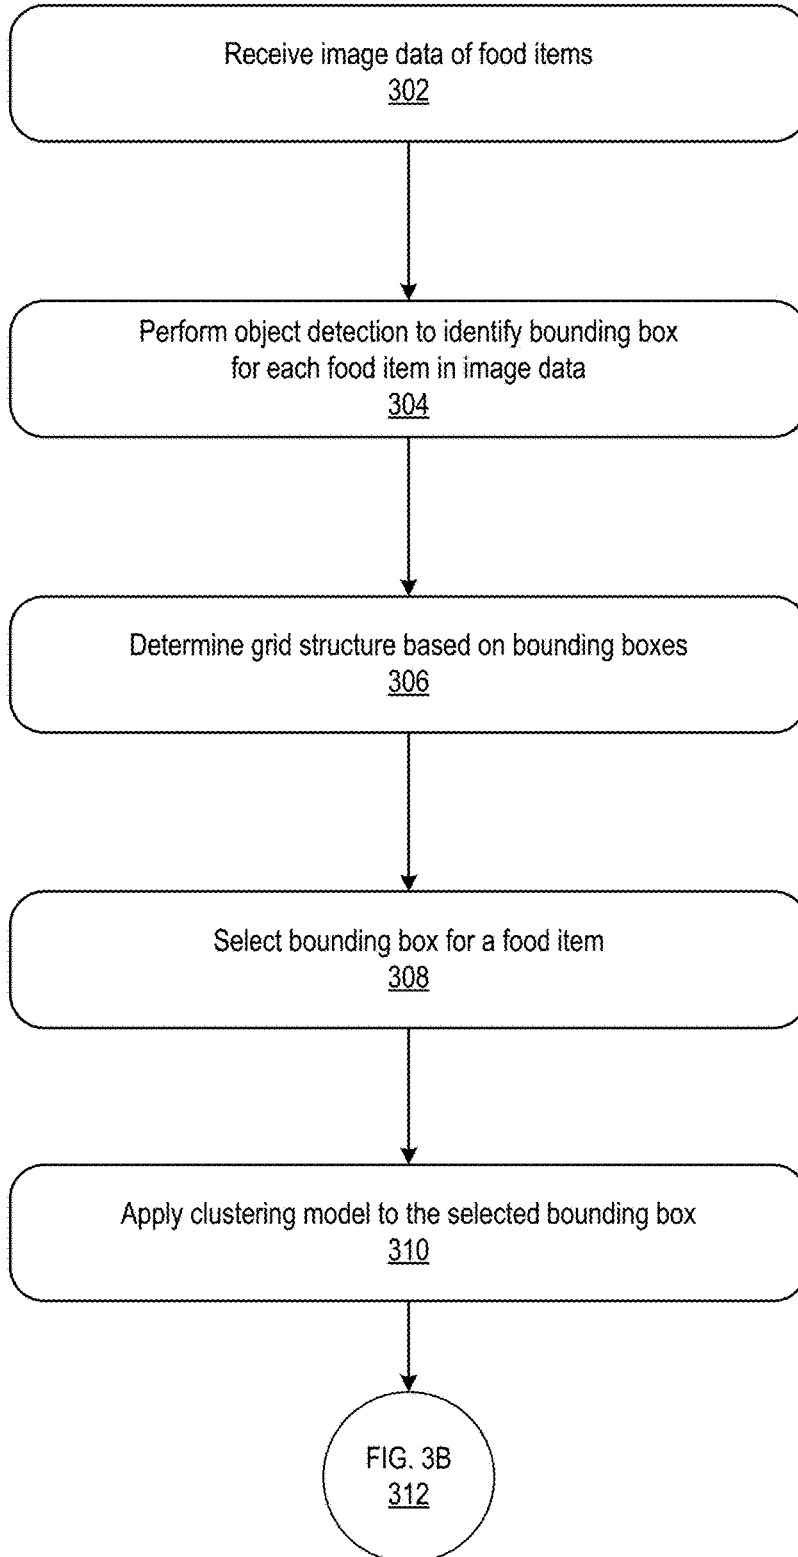 Receive image data of food items
302
Perform object detection to identify bounding box
for each food item in image data
304
Determine grid structure based on bounding boxes
306
Select bounding box for a food item
308
Apply clustering model to the selected bounding box
310
FIG. 3B
312